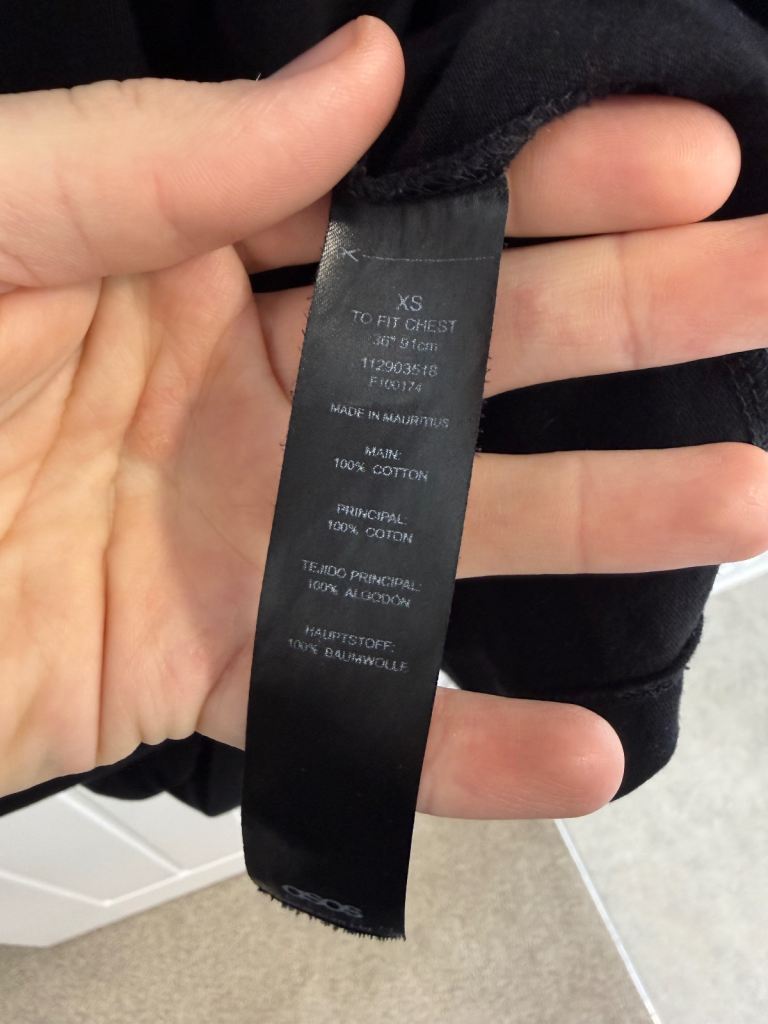 XS
TO FIT CHEST
36" 91cm
112903518
F100174
MADE IN MAURITIUS
MAIN:
100% COTTON
PRINCIPAL:
100% COTON
TEJIDO PRINCIPAL:
100% ALGODÓN
HAUPTSTOFF:
100% BAUMWOLLE
asos